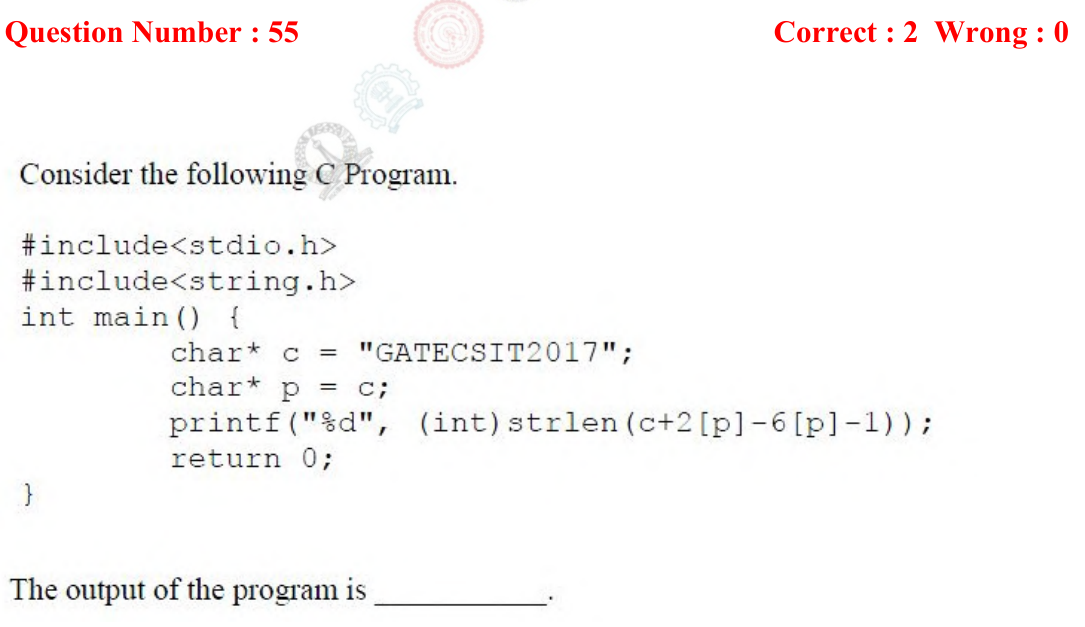 Question Number : 55 Correct : 2 Wrong : 0
Consider the following C Program.
#include<stdio.h>
#include<string.h>
int main() {
char* c = "GATECSIT2017";
char* p = c;
printf("%d", (int)strlen(c+2[p]-6[p]-1));
return 0;
}
The output of the program is ___________.